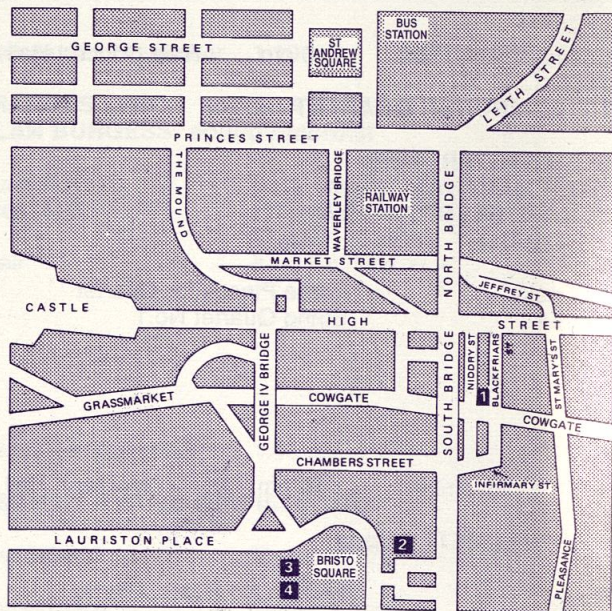 BUS
STATION
GEORGE STREET
ST
ANDREW
SQUARE
LEITH STREET
PRINCES STREET
THE MOUND
WAVERLEY BRIDGE
RAILWAY
STATION
NORTH BRIDGE
MARKET STREET
JEFFREY ST
CASTLE
HIGH STREET
GEORGE IV BRIDGE
SOUTH BRIDGE
NIDDRY ST
BLACKFRIARS
ST MARY'S ST
1
GRASSMARKET
COWGATE
COWGATE
CHAMBERS STREET
INFIRMARY ST
LAURISTON PLACE
2
BRISTO
SQUARE
3
4
PLEASANCE